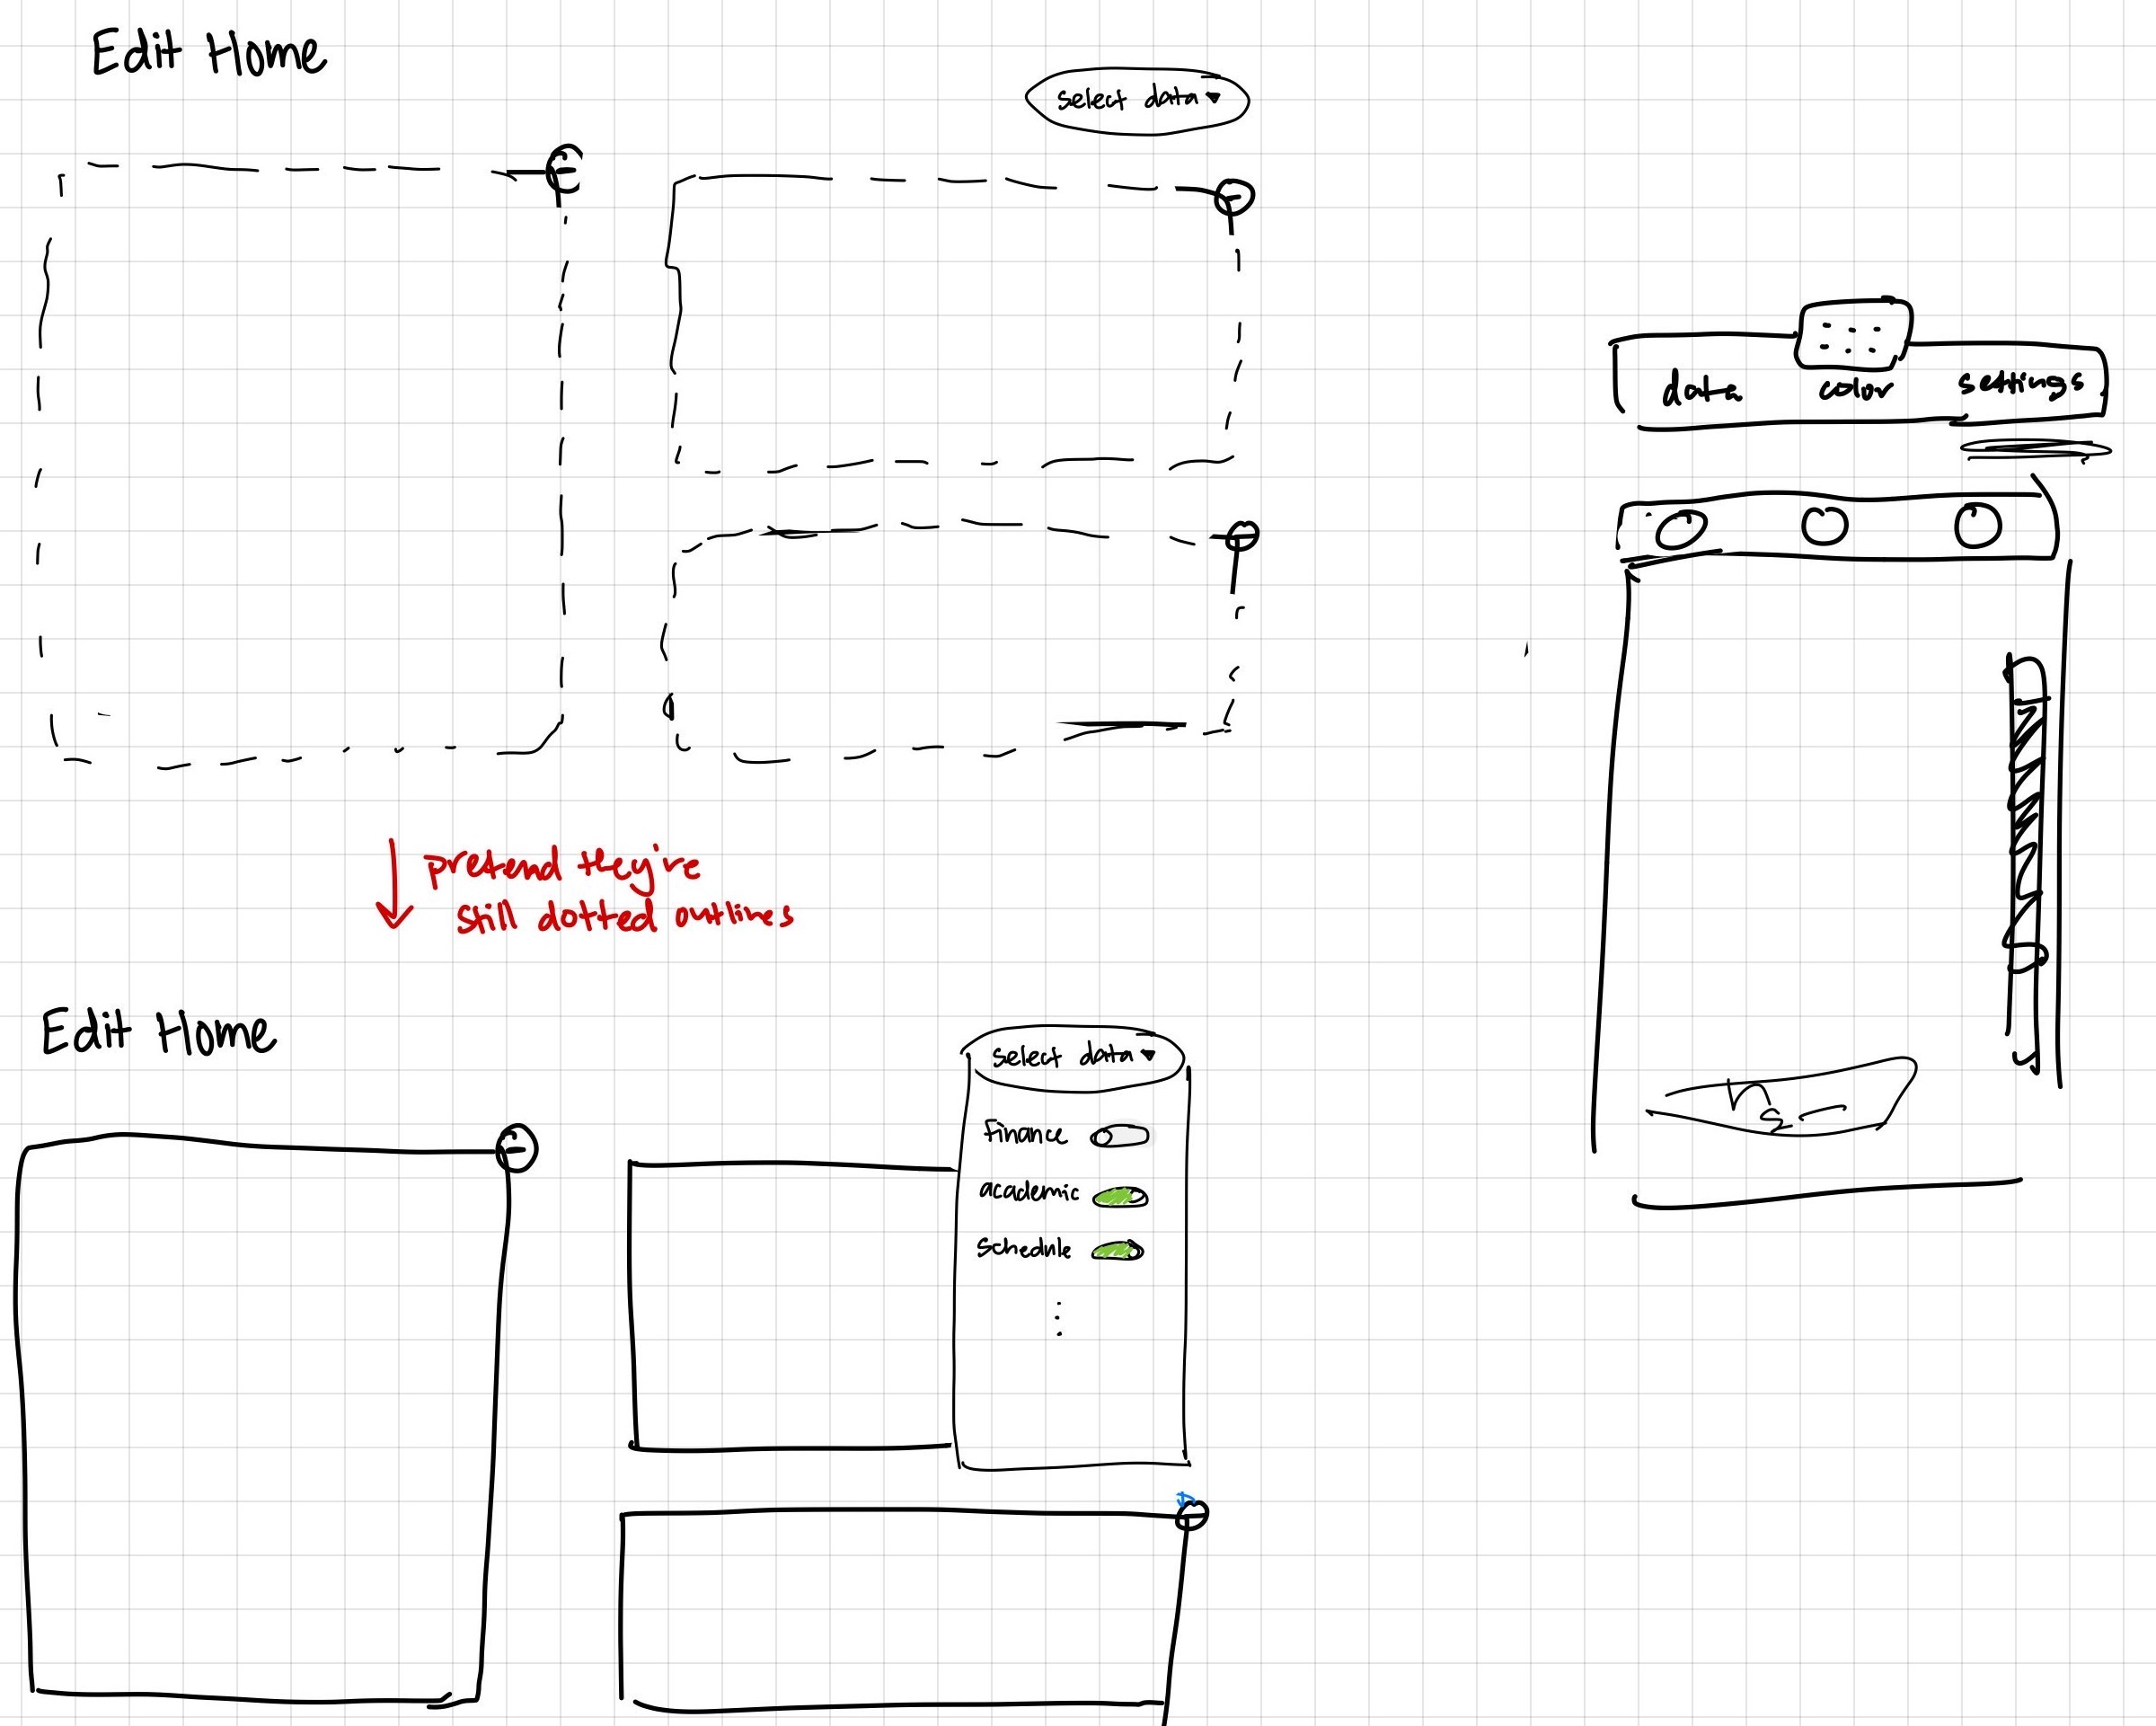 Edit Home
select data ▼
data color settings
pretend they're
still dotted outlines
Edit Home
select data ▼
finance
academic
schedule